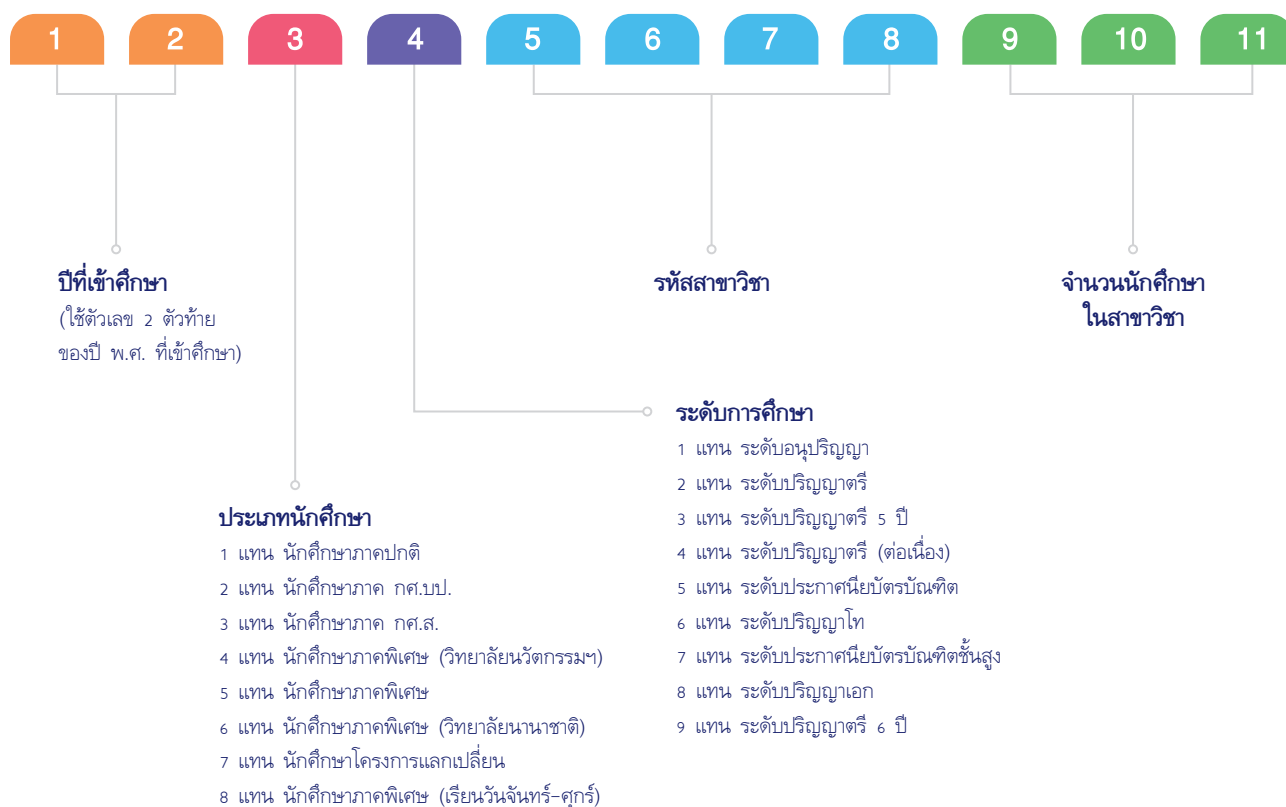 1 2 3 4 5 6 7 8 9 10 11
ปีที่เข้าศึกษา
(ใช้ตัวเลข 2 ตัวท้าย
ของปี พ.ศ. ที่เข้าศึกษา)
รหัสสาขาวิชา
จำนวนนักศึกษา
ในสาขาวิชา
ระดับการศึกษา
1 แทน ระดับอนุปริญญา
2 แทน ระดับปริญญาตรี
3 แทน ระดับปริญญาตรี 5 ปี
4 แทน ระดับปริญญาตรี (ต่อเนื่อง)
5 แทน ระดับประกาศนียบัตรบัณฑิต
6 แทน ระดับปริญญาโท
7 แทน ระดับประกาศนียบัตรบัณฑิตชั้นสูง
8 แทน ระดับปริญญาเอก
9 แทน ระดับปริญญาตรี 6 ปี
ประเภทนักศึกษา
1 แทน นักศึกษาภาคปกติ
2 แทน นักศึกษาภาค กศ.บป.
3 แทน นักศึกษาภาค กศ.ส.
4 แทน นักศึกษาภาคพิเศษ (วิทยาลัยนวัตกรรมฯ)
5 แทน นักศึกษาภาคพิเศษ
6 แทน นักศึกษาภาคพิเศษ (วิทยาลัยนานาชาติ)
7 แทน นักศึกษาโครงการแลกเปลี่ยน
8 แทน นักศึกษาภาคพิเศษ (เรียนวันจันทร์-ศุกร์)